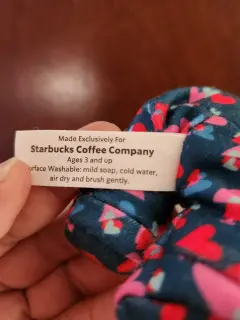 Made Exclusively For
Starbucks Coffee Company
Ages 3 and up
urface Washable: mild soap, cold water,
air dry and brush gently.